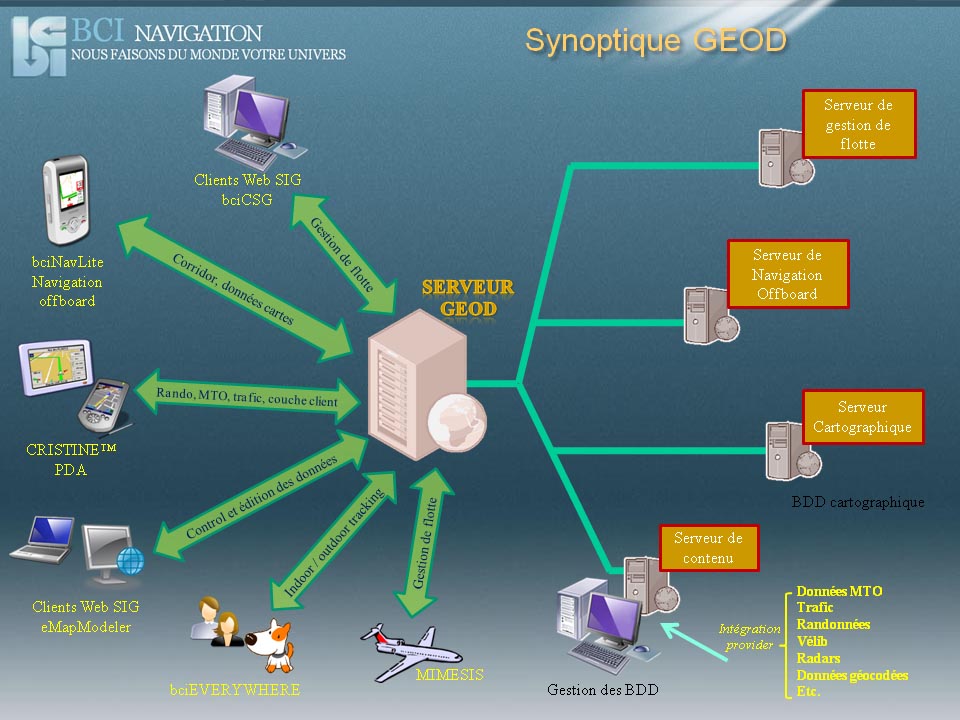 BCI NAVIGATION
NOUS FAISONS DU MONDE VOTRE UNIVERS
Synoptique GEOD
Clients Web SIG
bciCSG
bciNavLite
Navigation
offboard
CRISTINE™
PDA
Clients Web SIG
eMapModeler
bciEVERYWHERE
MIMESIS
Gestion de flotte
Corridor, données cartes
Rando, MTO, trafic, couche client
Control et édition des données
Indoor / outdoor tracking
Gestion de flotte
SERVEUR
GEOD
Serveur de
gestion de
flotte
Serveur de
Navigation
Offboard
Serveur
Cartographique
BDD cartographique
Serveur de
contenu
Gestion des BDD
Intégration
provider
Données MTO
Trafic
Randonnées
Vélib
Radars
Données géocodées
Etc.